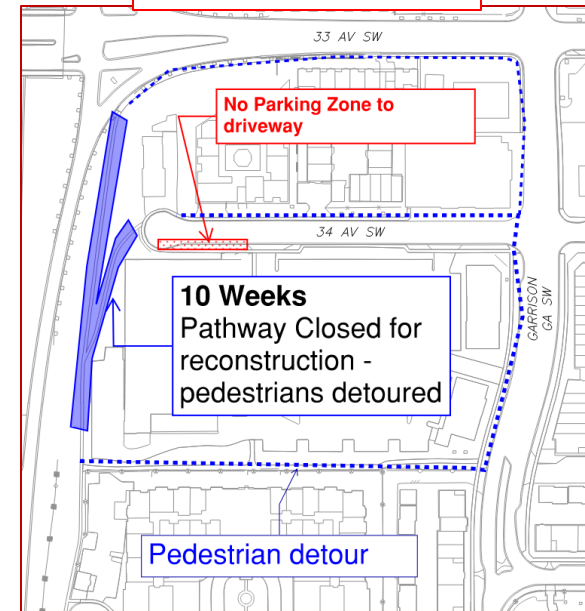 33 AV SW
No Parking Zone to
driveway
34 AV SW
10 Weeks
Pathway Closed for
reconstruction -
pedestrians detoured
GARRISON
GA SW
Pedestrian detour